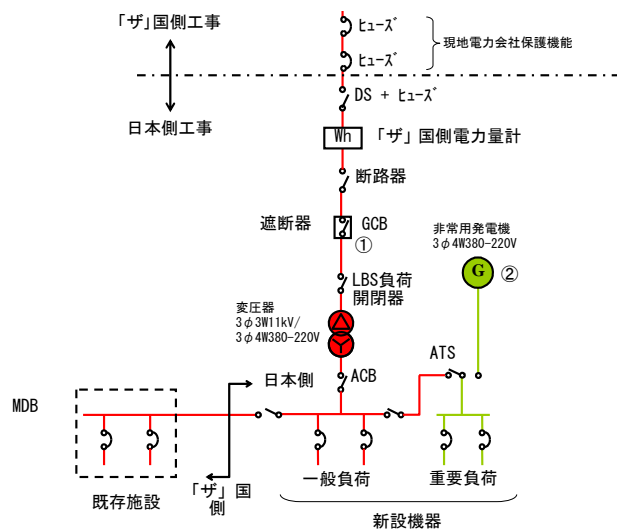 「ザ」国側工事
ﾋｭｰｽﾞ
ﾋｭｰｽﾞ
現地電力会社保護機能
日本側工事
DS + ﾋｭｰｽﾞ
Wh
「ザ」国側電力量計
断路器
遮断器
GCB
①
非常用発電機
3φ4W380-220V
G
②
LBS負荷
開閉器
変圧器
3φ3W11kV/
3φ4W380-220V
ACB
ATS
日本側
MDB
一般負荷
重要負荷
「ザ」国
側
既存施設
新設機器